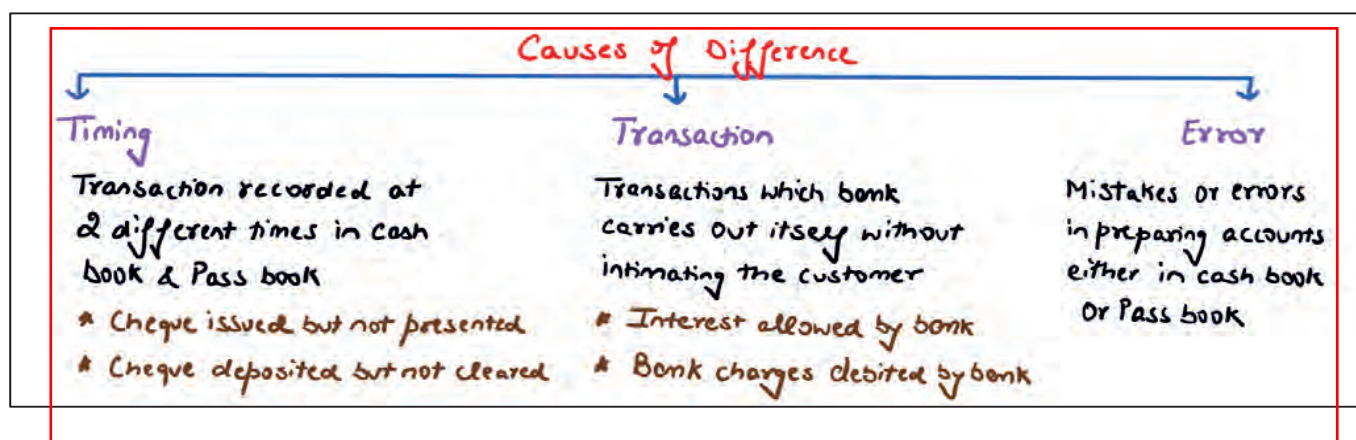 Causes of Difference
Timing
Transaction recorded at
2 different times in cash
book & Pass book
* Cheque issued but not presented
* Cheque deposited but not cleared
Transaction
Transactions which bank
carries out itself without
intimating the customer
* Interest allowed by bank
* Bank charges debited by bank
Error
Mistakes or errors
in preparing accounts
either in cash book
or Pass book